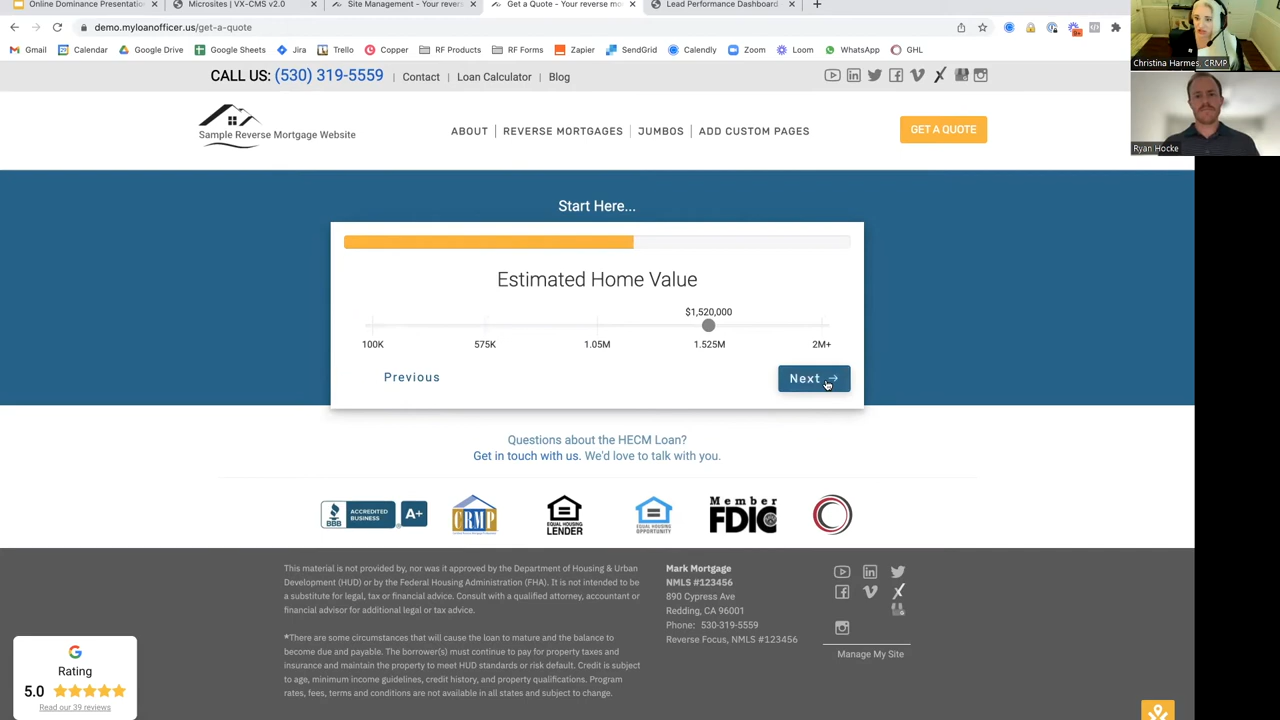 Online Dominance Presentation
Microsites | VX-CMS v2.0
Site Management - Your revers
Get a Quote - Your reverse mo
Lead Performance Dashboard
demo.myloanofficer.us/get-a-quote
Gmail
Calendar
Google Drive
Google Sheets
Jira
Trello
Copper
RF Products
RF Forms
Zapier
SendGrid
Calendly
Zoom
Loom
WhatsApp
GHL
Christina Harmes, CRMP
Ryan Hocke
CALL US: (530) 319-5559 | Contact | Loan Calculator | Blog
Sample Reverse Mortgage Website
ABOUT | REVERSE MORTGAGES | JUMBOS | ADD CUSTOM PAGES
GET A QUOTE
Start Here...
Estimated Home Value
$1,520,000
100K 575K 1.05M 1.525M 2M+
Previous
Next →
Questions about the HECM Loan?
Get in touch with us. We'd love to talk with you.
BBB ACCREDITED BUSINESS A+
CRMP
EQUAL HOUSING LENDER
EQUAL HOUSING OPPORTUNITY
Member FDIC
This material is not provided by, nor was it approved by the Department of Housing & Urban
Development (HUD) or by the Federal Housing Administration (FHA). It is not intended to be
a substitute for legal, tax or financial advice. Consult with a qualified attorney, accountant or
financial advisor for additional legal or tax advice.
*There are some circumstances that will cause the loan to mature and the balance to
become due and payable. The borrower(s) must continue to pay for property taxes and
insurance and maintain the property to meet HUD standards or risk default. Credit is subject
to age, minimum income guidelines, credit history, and property qualifications. Program
rates, fees, terms and conditions are not available in all states and subject to change.
Mark Mortgage
NMLS #123456
890 Cypress Ave
Redding, CA 96001
Phone: 530-319-5559
Reverse Focus, NMLS #123456
Manage My Site
Rating
5.0
Read our 39 reviews